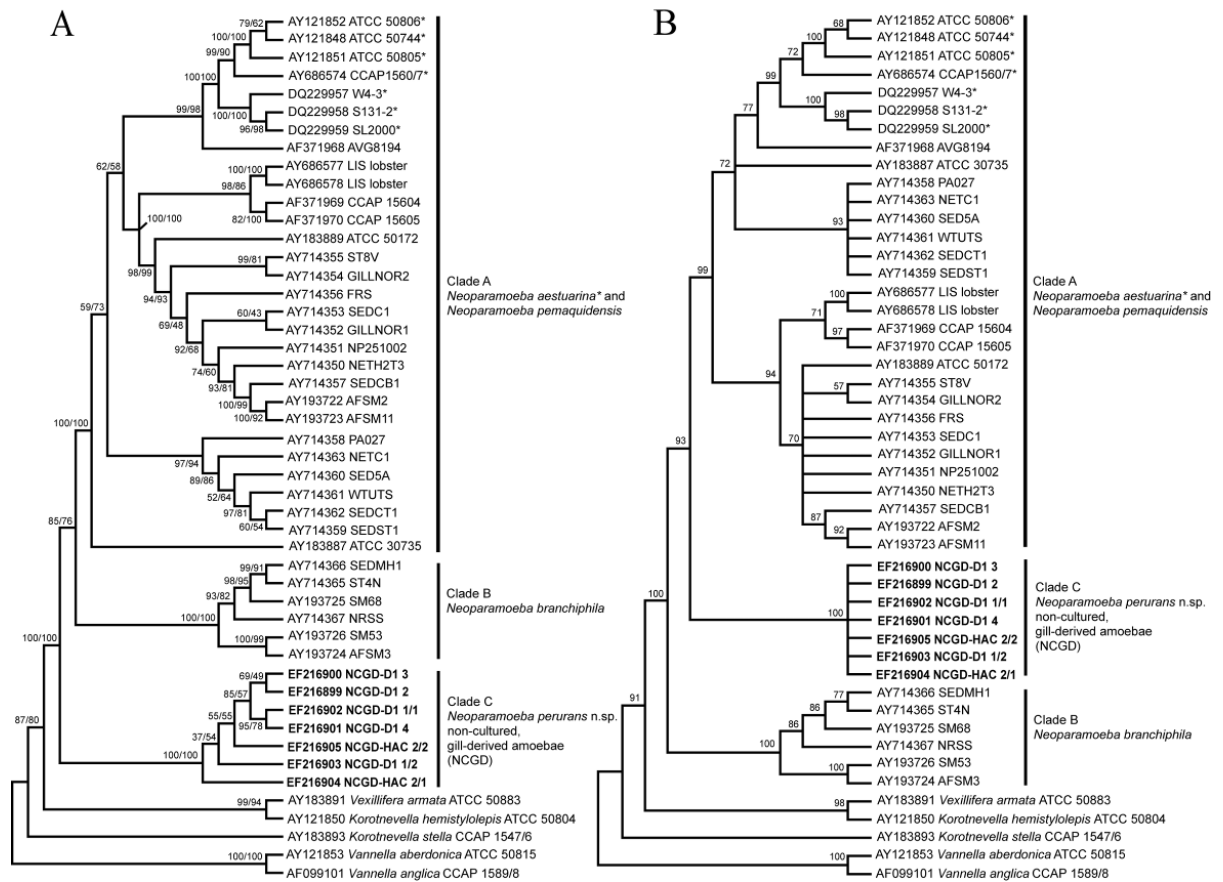 A
79/62
AY121852 ATCC 50806*
100/100
AY121848 ATCC 50744*
99/90
AY121851 ATCC 50805*
100 100
AY686574 CCAP1560/7*
DQ229957 W4-3*
99/98
100/100
DQ229958 S131-2*
96/98
DQ229959 SL2000*
AF371968 AVG8194
62/58
100/100
AY686577 LIS lobster
98/86
AY686578 LIS lobster
AF371969 CCAP 15604
82/100
AF371970 CCAP 15605
100/100
AY183889 ATCC 50172
98/99
99/81
AY714355 ST8V
AY714354 GILLNOR2
94/93
AY714356 FRS
59/73
69/48
60/43
AY714353 SEDC1
AY714352 GILLNOR1
92/68
AY714351 NP251002
74/60
AY714350 NETH2T3
93/81
AY714357 SEDCB1
100/99
AY193722 AFSM2
100/92
AY193723 AFSM11
100/100
AY714358 PA027
97/94
AY714363 NETC1
89/86
AY714360 SED5A
52/64
AY714361 WTUTS
97/81
AY714362 SEDCT1
60/54
AY714359 SEDST1
85/76
AY183887 ATCC 30735
Clade A
Neoparamoeba aestuarina* and
Neoparamoeba pemaquidensis
99/91
AY714366 SEDMH1
98/95
AY714365 ST4N
93/82
AY193725 SM68
100/100
AY714367 NRSS
100/99
AY193726 SM53
AY193724 AFSM3
Clade B
Neoparamoeba branchiphila
100/100
69/49
EF216900 NCGD-D1 3
85/57
EF216899 NCGD-D1 2
55/55
EF216902 NCGD-D1 1/1
95/78
EF216901 NCGD-D1 4
37/54
EF216905 NCGD-HAC 2/2
100/100
EF216903 NCGD-D1 1/2
EF216904 NCGD-HAC 2/1
Clade C
Neoparamoeba perurans n.sp.
non-cultured,
gill-derived amoebae
(NCGD)
87/80
99/94
AY183891 Vexillifera armata ATCC 50883
AY121850 Korotnevella hemistylolepis ATCC 50804
AY183893 Korotnevella stella CCAP 1547/6
100/100
AY121853 Vannella aberdonica ATCC 50815
AF099101 Vannella anglica CCAP 1589/8
B
68
AY121852 ATCC 50806*
100
AY121848 ATCC 50744*
72
AY121851 ATCC 50805*
99
AY686574 CCAP1560/7*
DQ229957 W4-3*
77
100
DQ229958 S131-2*
98
DQ229959 SL2000*
AF371968 AVG8194
72
AY183887 ATCC 30735
AY714358 PA027
AY714363 NETC1
93
AY714360 SED5A
AY714361 WTUTS
AY714362 SEDCT1
AY714359 SEDST1
99
100
AY686577 LIS lobster
71
AY686578 LIS lobster
97
AF371969 CCAP 15604
AF371970 CCAP 15605
94
AY183889 ATCC 50172
57
AY714355 ST8V
AY714354 GILLNOR2
AY714356 FRS
70
AY714353 SEDC1
AY714352 GILLNOR1
AY714351 NP251002
AY714350 NETH2T3
87
AY714357 SEDCB1
92
AY193722 AFSM2
AY193723 AFSM11
93
Clade A
Neoparamoeba aestuarina* and
Neoparamoeba pemaquidensis
EF216900 NCGD-D1 3
EF216899 NCGD-D1 2
EF216902 NCGD-D1 1/1
100
EF216901 NCGD-D1 4
EF216905 NCGD-HAC 2/2
EF216903 NCGD-D1 1/2
EF216904 NCGD-HAC 2/1
Clade C
Neoparamoeba perurans n.sp.
non-cultured,
gill-derived amoebae
(NCGD)
100
77
AY714366 SEDMH1
86
AY714365 ST4N
86
AY193725 SM68
100
AY714367 NRSS
100
AY193726 SM53
AY193724 AFSM3
Clade B
Neoparamoeba branchiphila
91
98
AY183891 Vexillifera armata ATCC 50883
AY121850 Korotnevella hemistylolepis ATCC 50804
AY183893 Korotnevella stella CCAP 1547/6
100
AY121853 Vannella aberdonica ATCC 50815
AF099101 Vannella anglica CCAP 1589/8